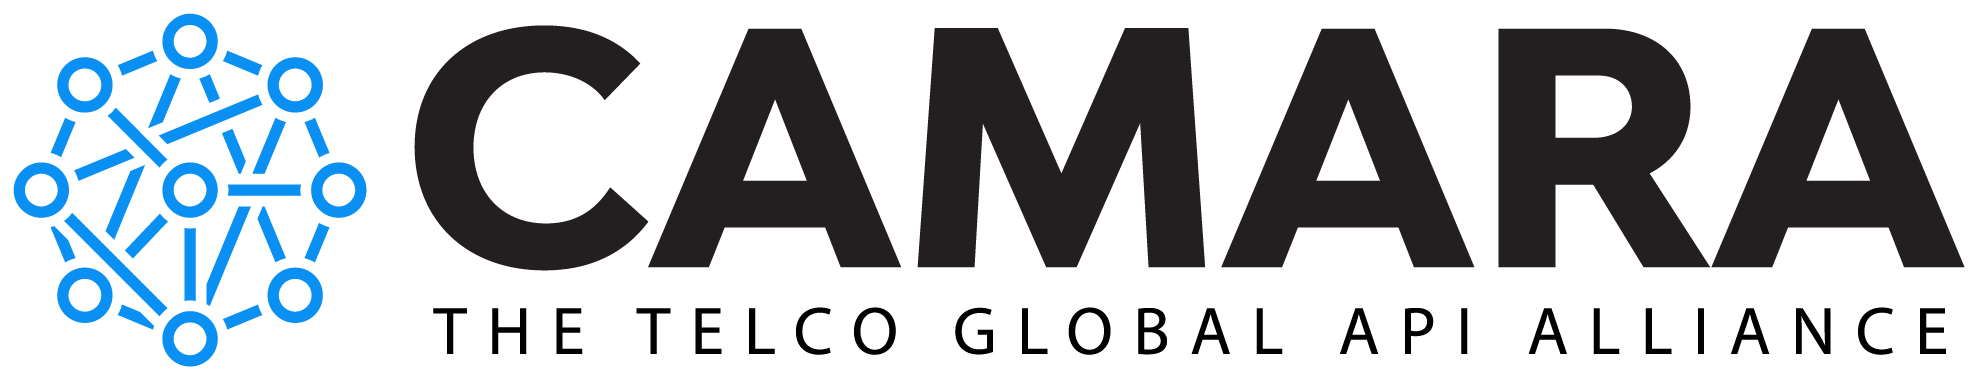 CAMARA
THE TELCO GLOBAL API ALLIANCE